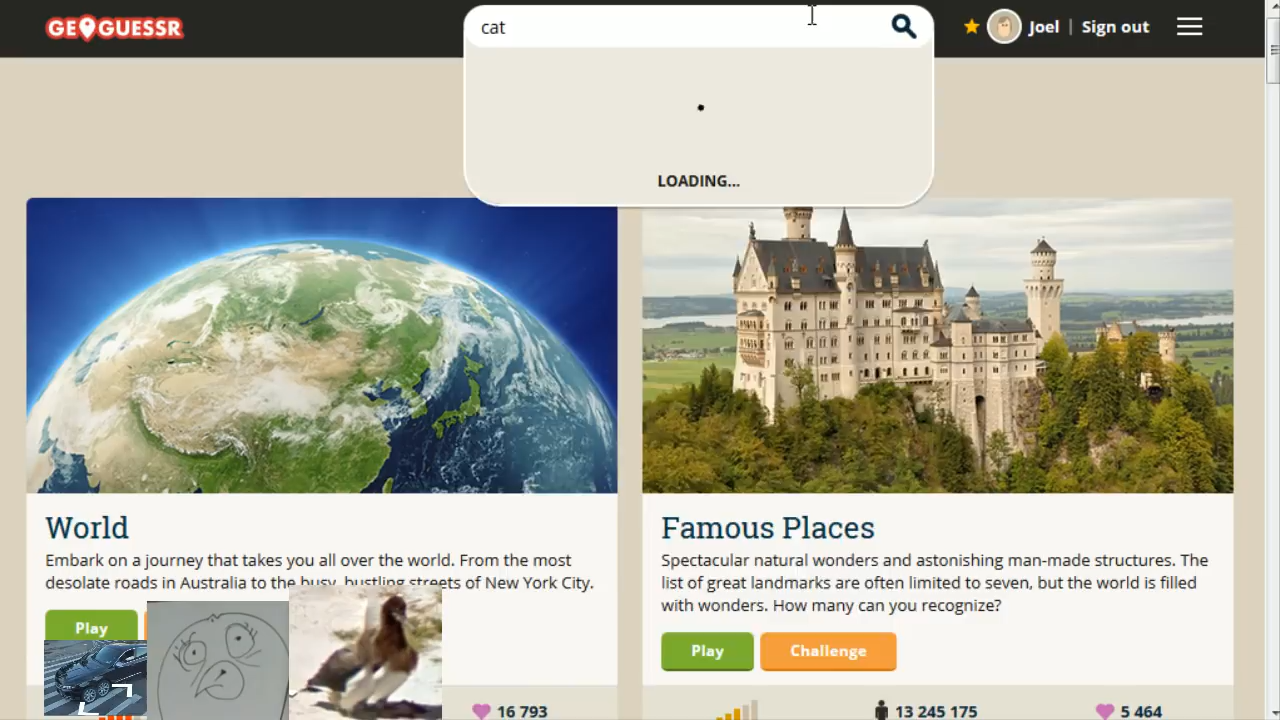 GEOGUESSR
cat
Joel | Sign out
LOADING...
World
Embark on a journey that takes you all over the world. From the most
desolate roads in Australia to the busy, bustling streets of New York City.
Play
16 793
Famous Places
Spectacular natural wonders and astonishing man-made structures. The
list of great landmarks are often limited to seven, but the world is filled
with wonders. How many can you recognize?
Play
Challenge
13 245 175
5 464